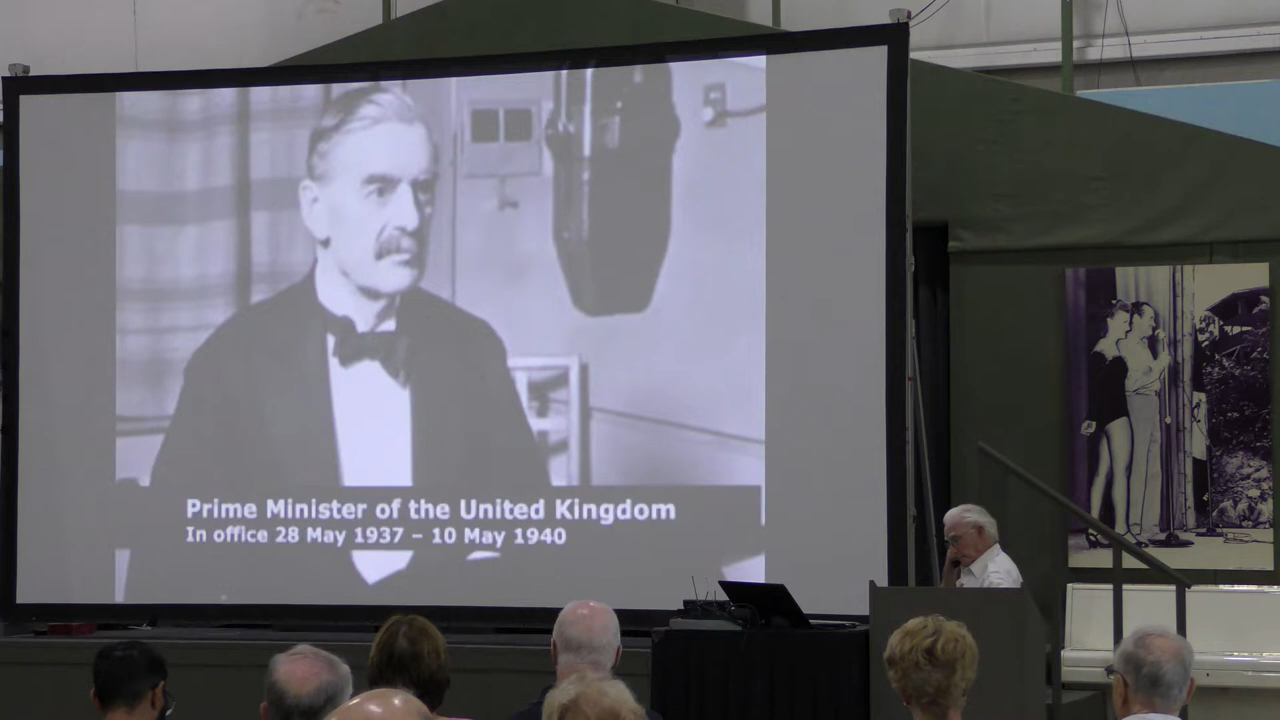 Prime Minister of the United Kingdom
In office 28 May 1937 – 10 May 1940